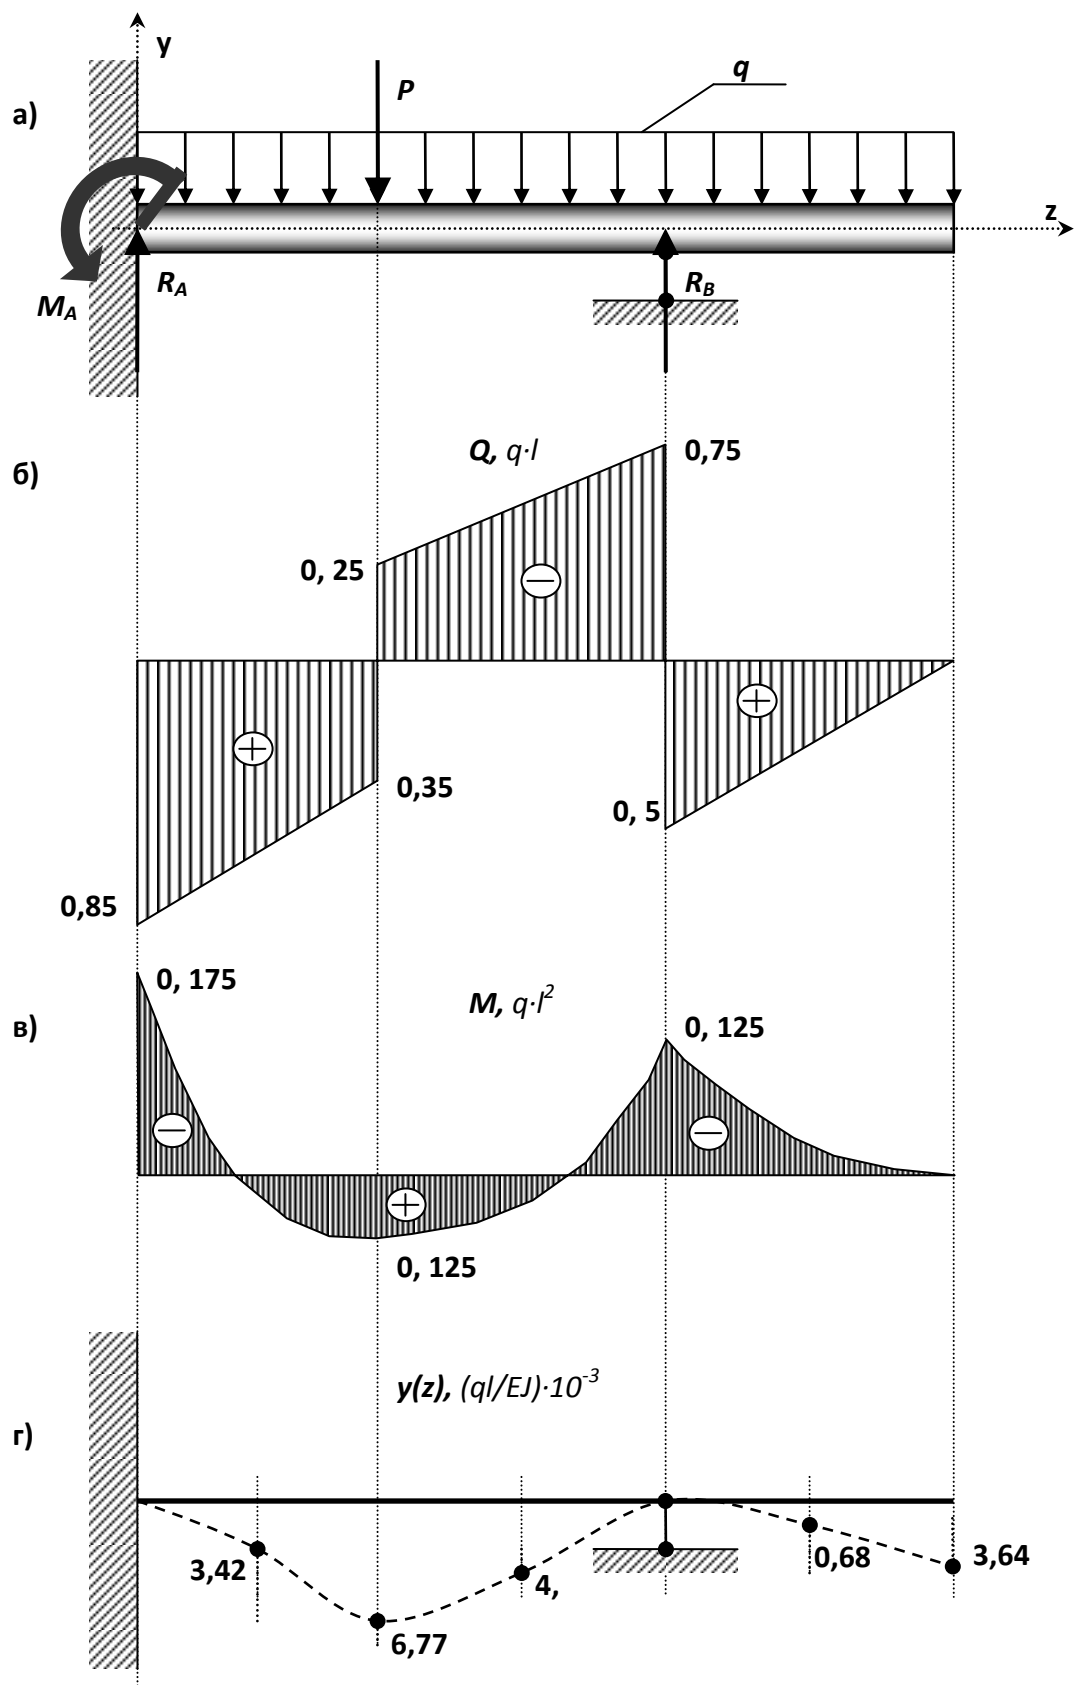 y
a)
P
q
z
R_A
R_B
M_A
б)
Q, q·l
0,75
0, 25
⊖
⊕
⊕
0,35
0, 5
0,85
0, 175
M, q·l²
в)
0, 125
⊖
⊖
⊕
0, 125
y(z), (ql/EJ)·10⁻³
г)
3,42
4,
0,68
3,64
6,77